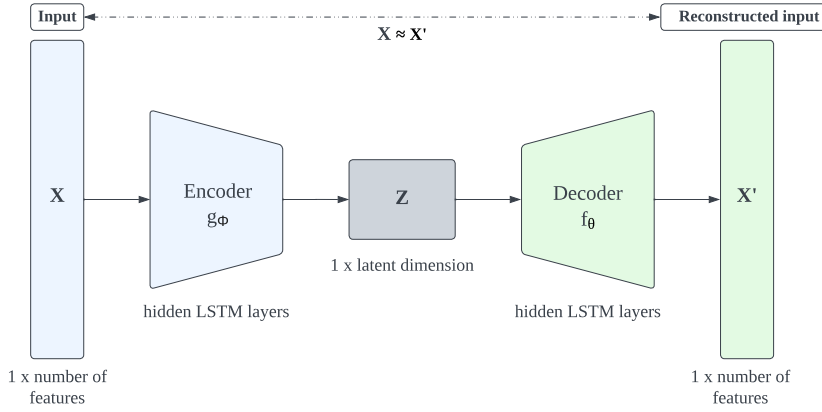 Input
Reconstructed input
X ≈ X'
X
Encoder
gΦ
Z
Decoder
fθ
X'
1 x latent dimension
hidden LSTM layers
hidden LSTM layers
1 x number of
features
1 x number of
features